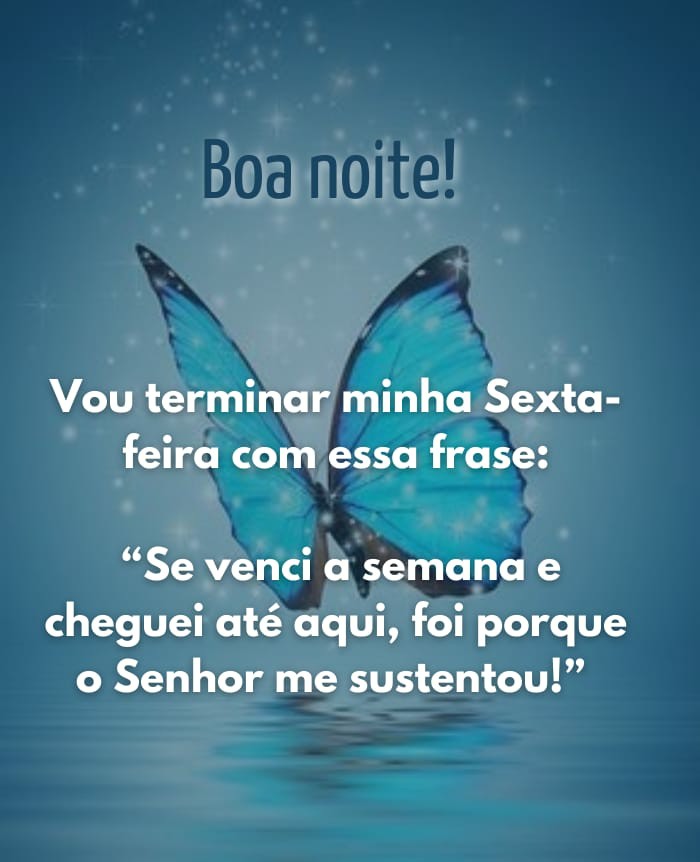 Boa noite!
Vou terminar minha Sexta-
feira com essa frase:
“Se venci a semana e
cheguei até aqui, foi porque
o Senhor me sustentou!”